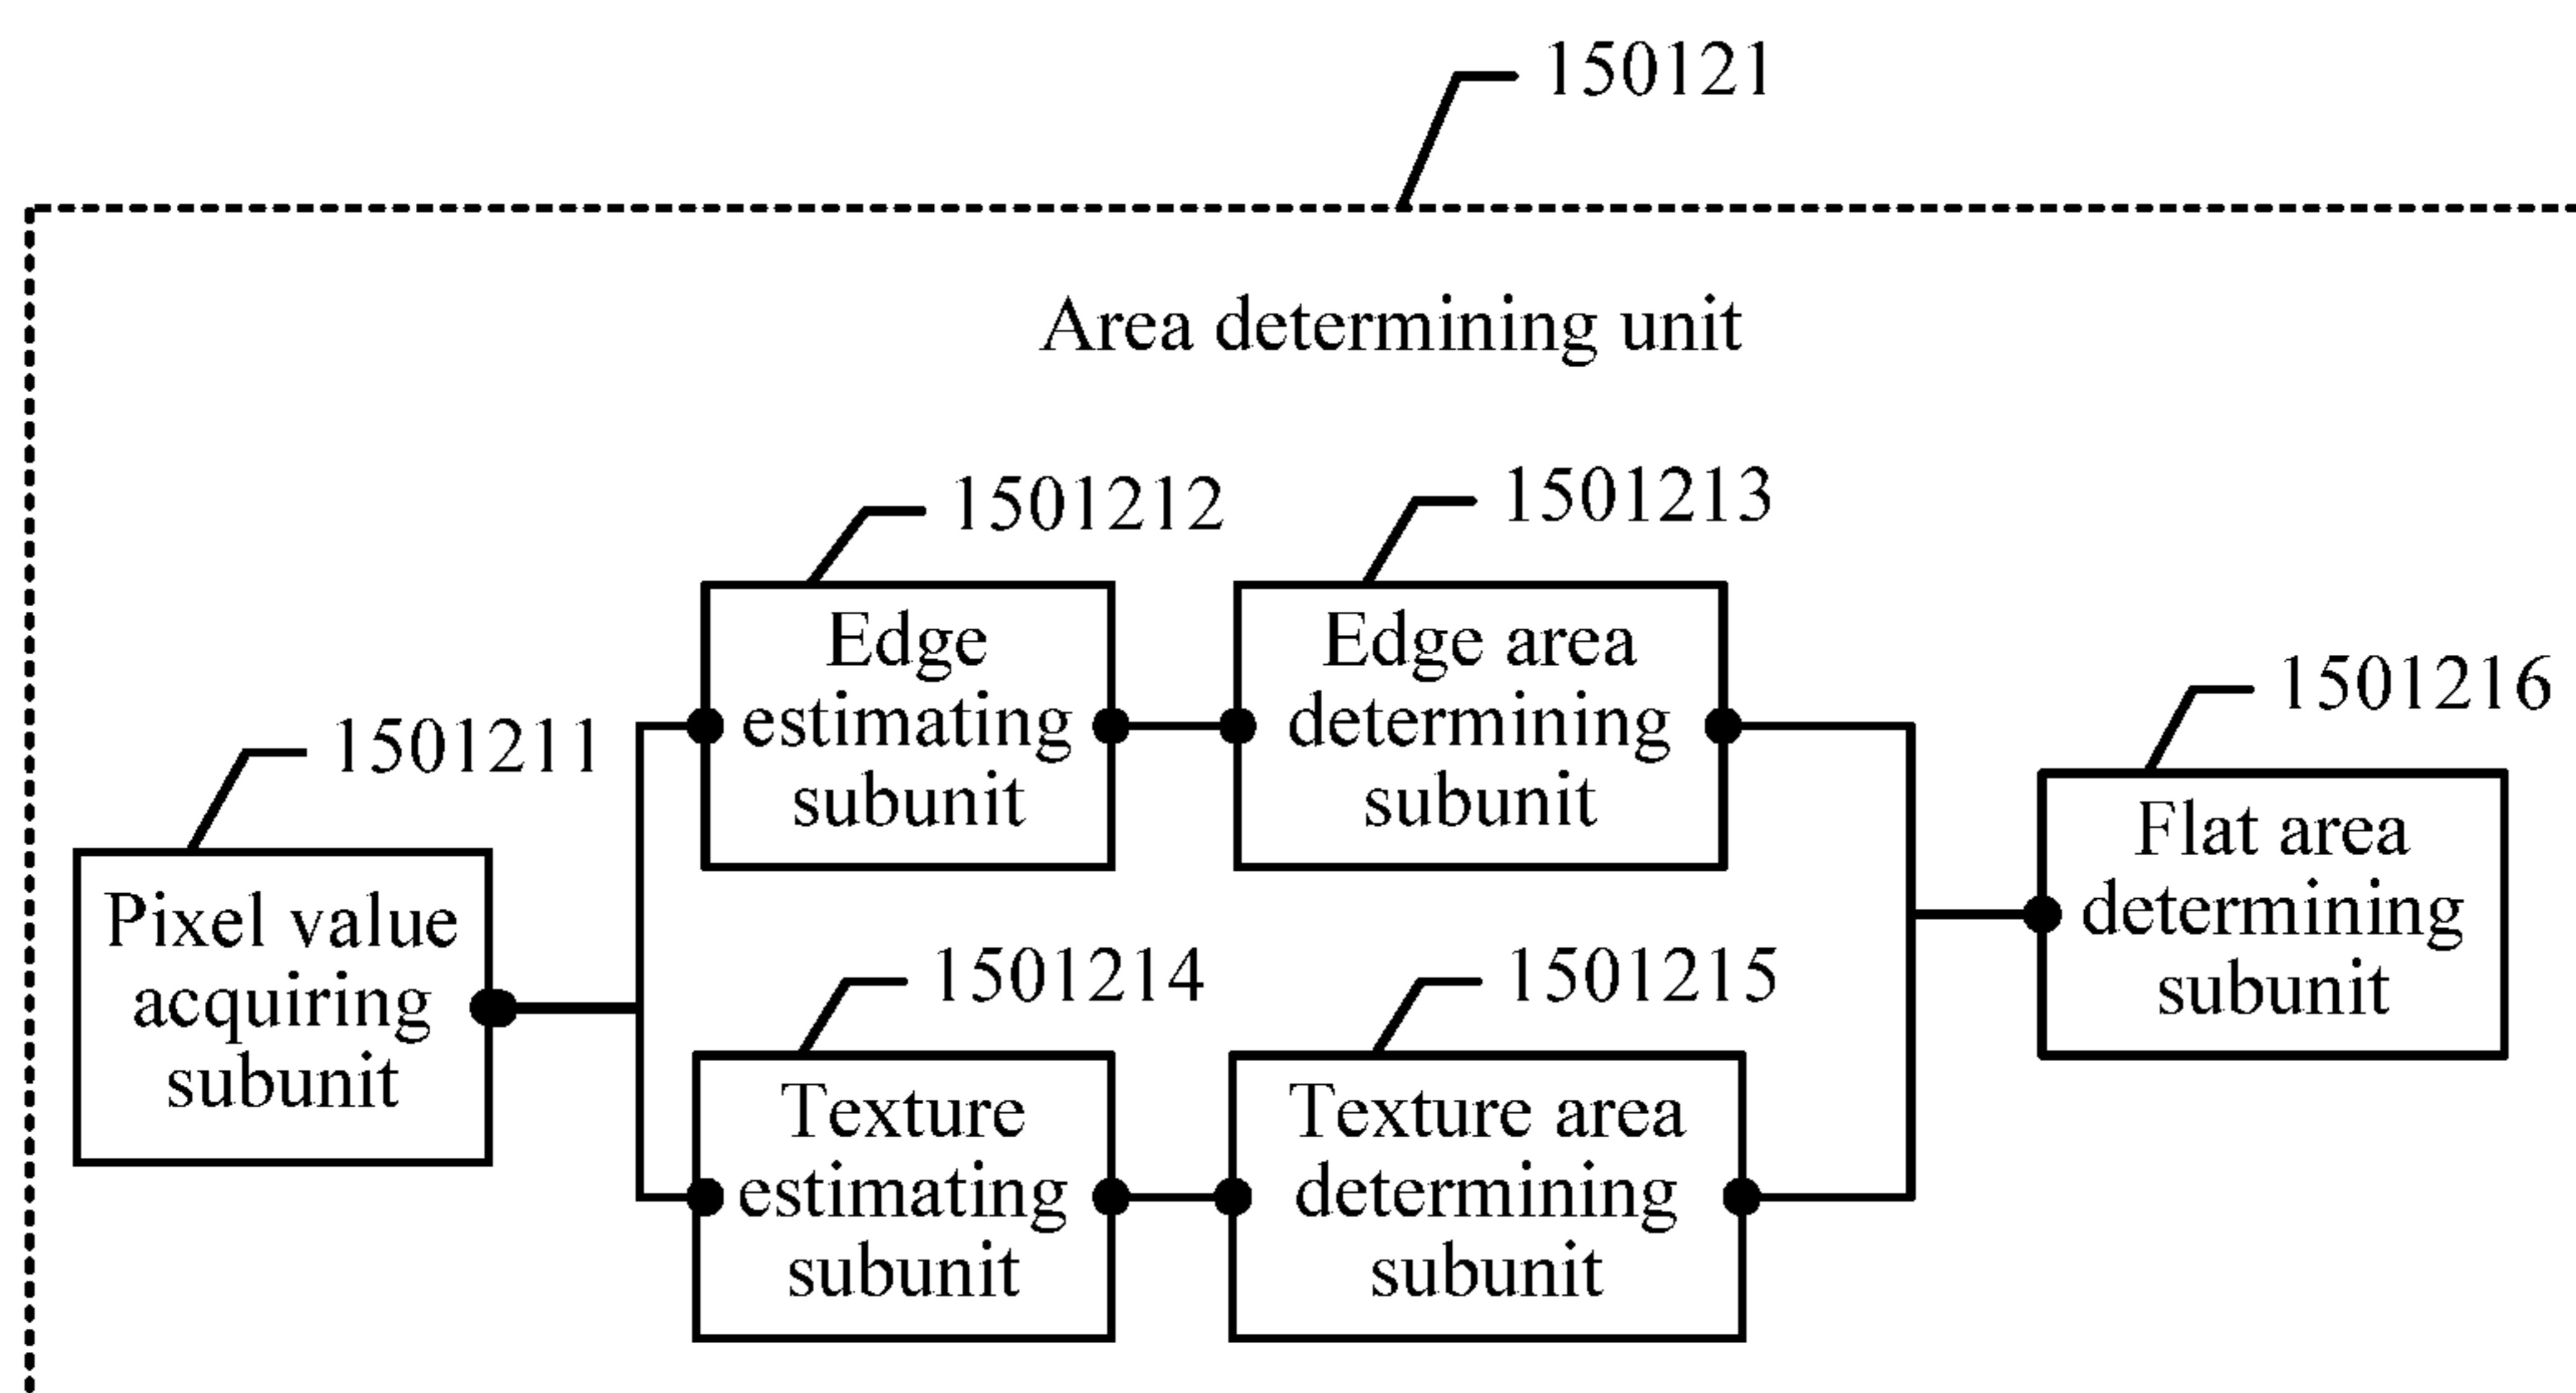 150121
Area determining unit
1501212
Edge
estimating
subunit
1501213
Edge area
determining
subunit
1501211
Pixel value
acquiring
subunit
1501214
Texture
estimating
subunit
1501215
Texture area
determining
subunit
1501216
Flat area
determining
subunit